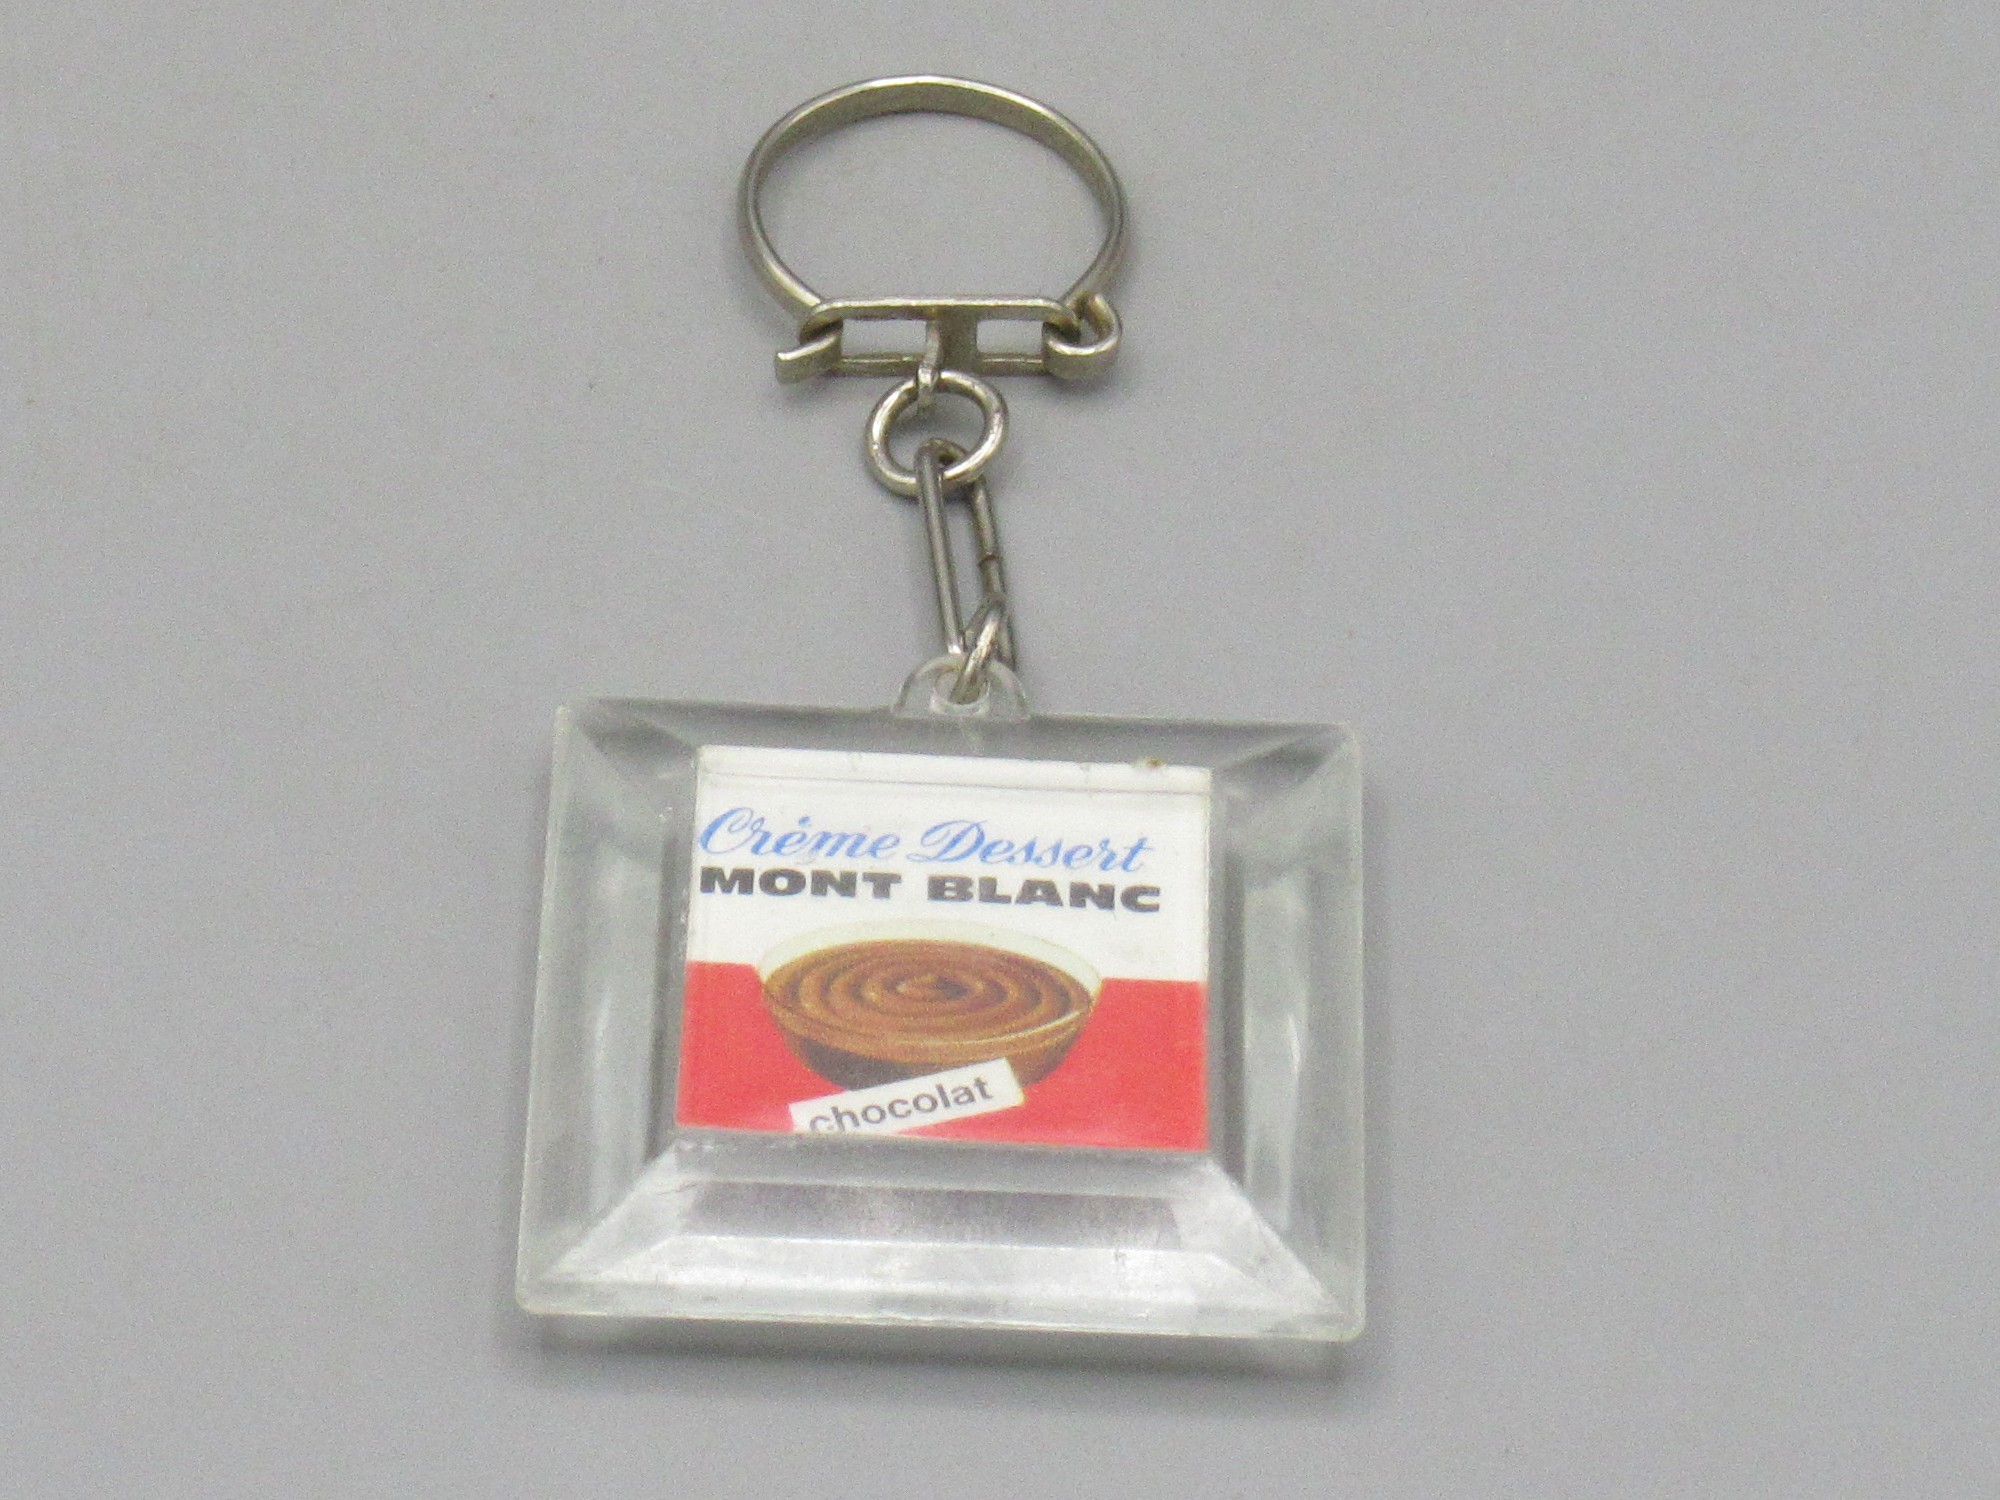 Crème Dessert
MONT BLANC
chocolat